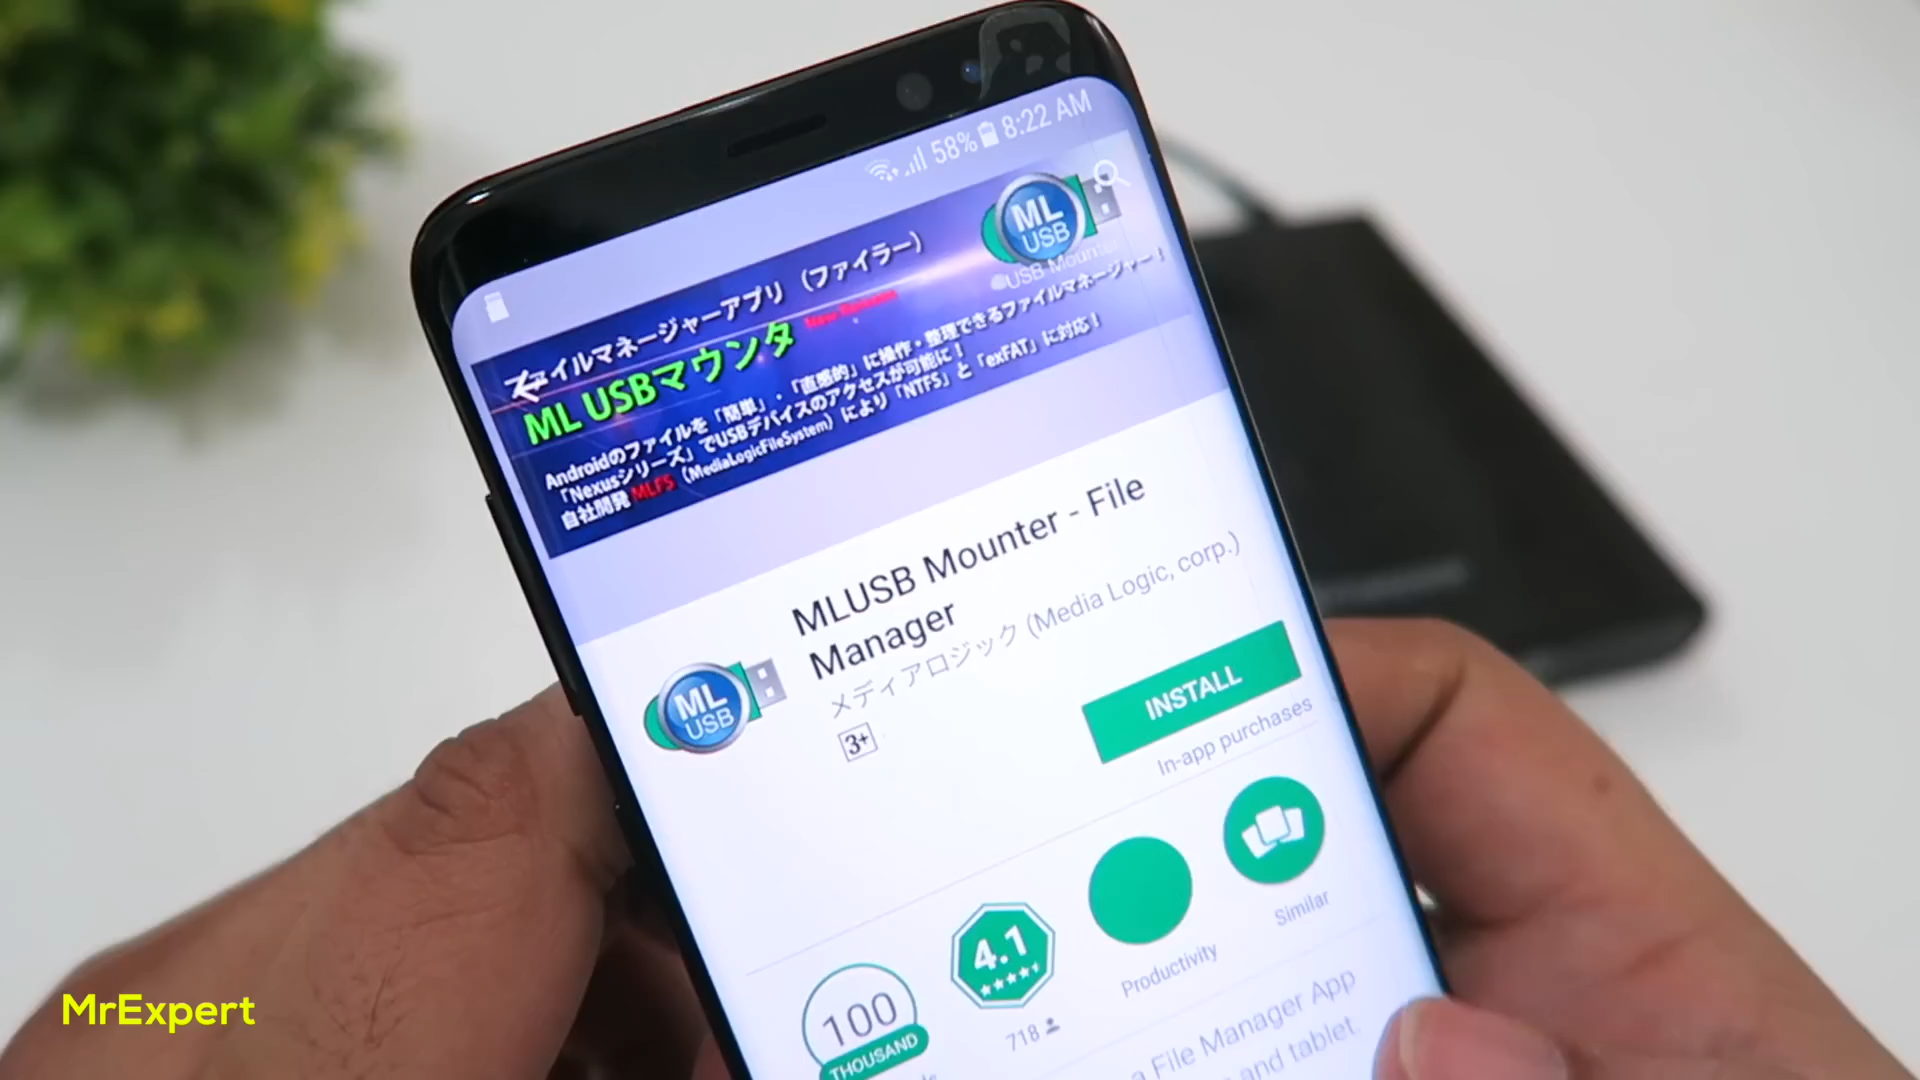 58% 8:22 AM
ML
USB
USB Mounter
ァイルマネージャーアプリ（ファイラー）
ML USBマウンタ New Release
Androidのファイルを「簡単」・「直感的」に操作・整理できるファイルマネージャー！
「Nexusシリーズ」でUSBデバイスのアクセスが可能に！
自社開発 MLFS（MediaLogicFileSystem）により「NTFS」と「exFAT」に対応！
MLUSB Mounter - File
Manager
メディアロジック (Media Logic, corp.)
ML
USB
3+
INSTALL
In-app purchases
100
THOUSAND
4.1
718
Productivity
Similar
a File Manager App
and tablet.
MrExpert